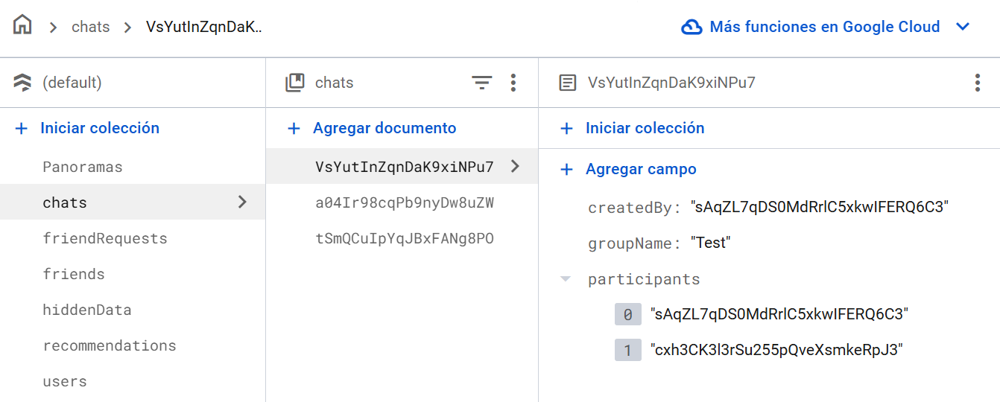 chats
VsYutInZqnDaK..
Más funciones en Google Cloud
(default)
Iniciar colección
Panoramas
chats
friendRequests
friends
hiddenData
recommendations
users
chats
Agregar documento
VsYutInZqnDaK9xiNPu7
a04Ir98cqPb9nyDw8uZW
tSmQCuIpYqJBxFANg8PO
VsYutInZqnDaK9xiNPu7
Iniciar colección
Agregar campo
createdBy: "sAqZL7qDS0MdRrlC5xkwIFERQ6C3"
groupName: "Test"
participants
0 "sAqZL7qDS0MdRrlC5xkwIFERQ6C3"
1 "cxh3CK3l3rSu255pQveXsmkeRpJ3"